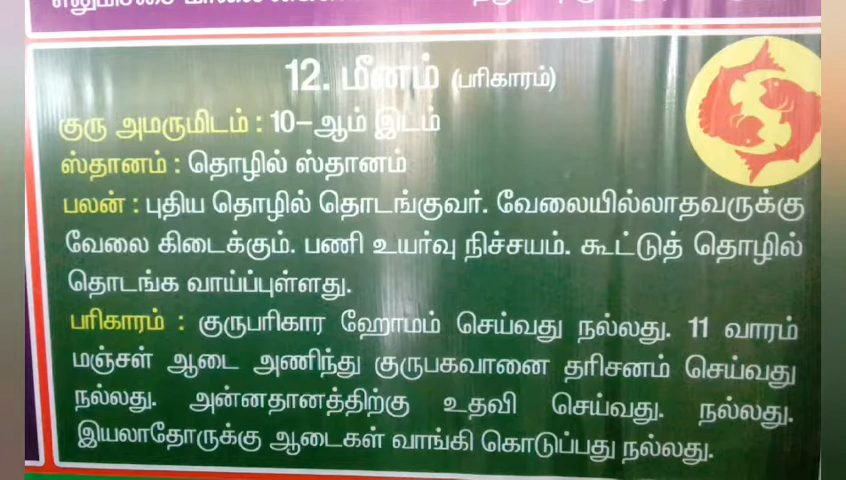 எலுமிச்சை மாலை
12. மீனம் (பரிகாரம்)
குரு அமருமிடம் : 10-ஆம் இடம்
ஸ்தானம் : தொழில் ஸ்தானம்
பலன் : புதிய தொழில் தொடங்குவர். வேலையில்லாதவருக்கு
வேலை கிடைக்கும். பணி உயர்வு நிச்சயம். கூட்டுத் தொழில்
தொடங்க வாய்ப்புள்ளது.
பரிகாரம் : குருபரிகார ஹோமம் செய்வது நல்லது. 11 வாரம்
மஞ்சள் ஆடை அணிந்து குருபகவானை தரிசனம் செய்வது
நல்லது. அன்னதானத்திற்கு உதவி செய்வது. நல்லது.
இயலாதோருக்கு ஆடைகள் வாங்கி கொடுப்பது நல்லது.